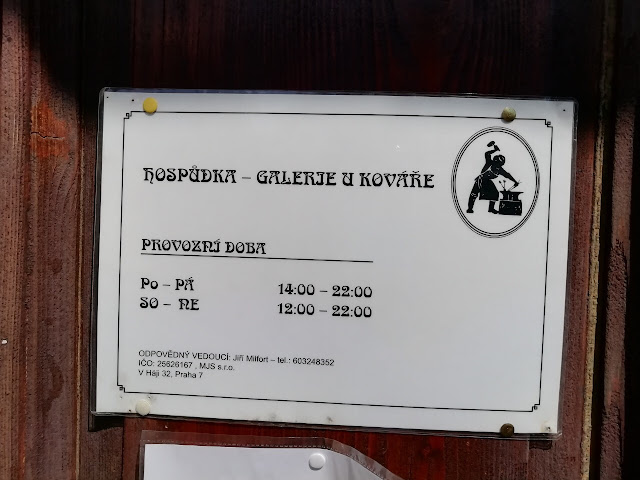 HOSPŮDKA – GALERIE U KOVÁŘE
PROVOZNÍ DOBA
Po – PÁ 14:00 – 22:00
SO – NE 12:00 – 22:00
ODPOVĚDNÝ VEDOUCÍ: Jiří Milfort – tel.: 603248352
IČO: 25626167 , MJS s.r.o.
V Háji 32, Praha 7